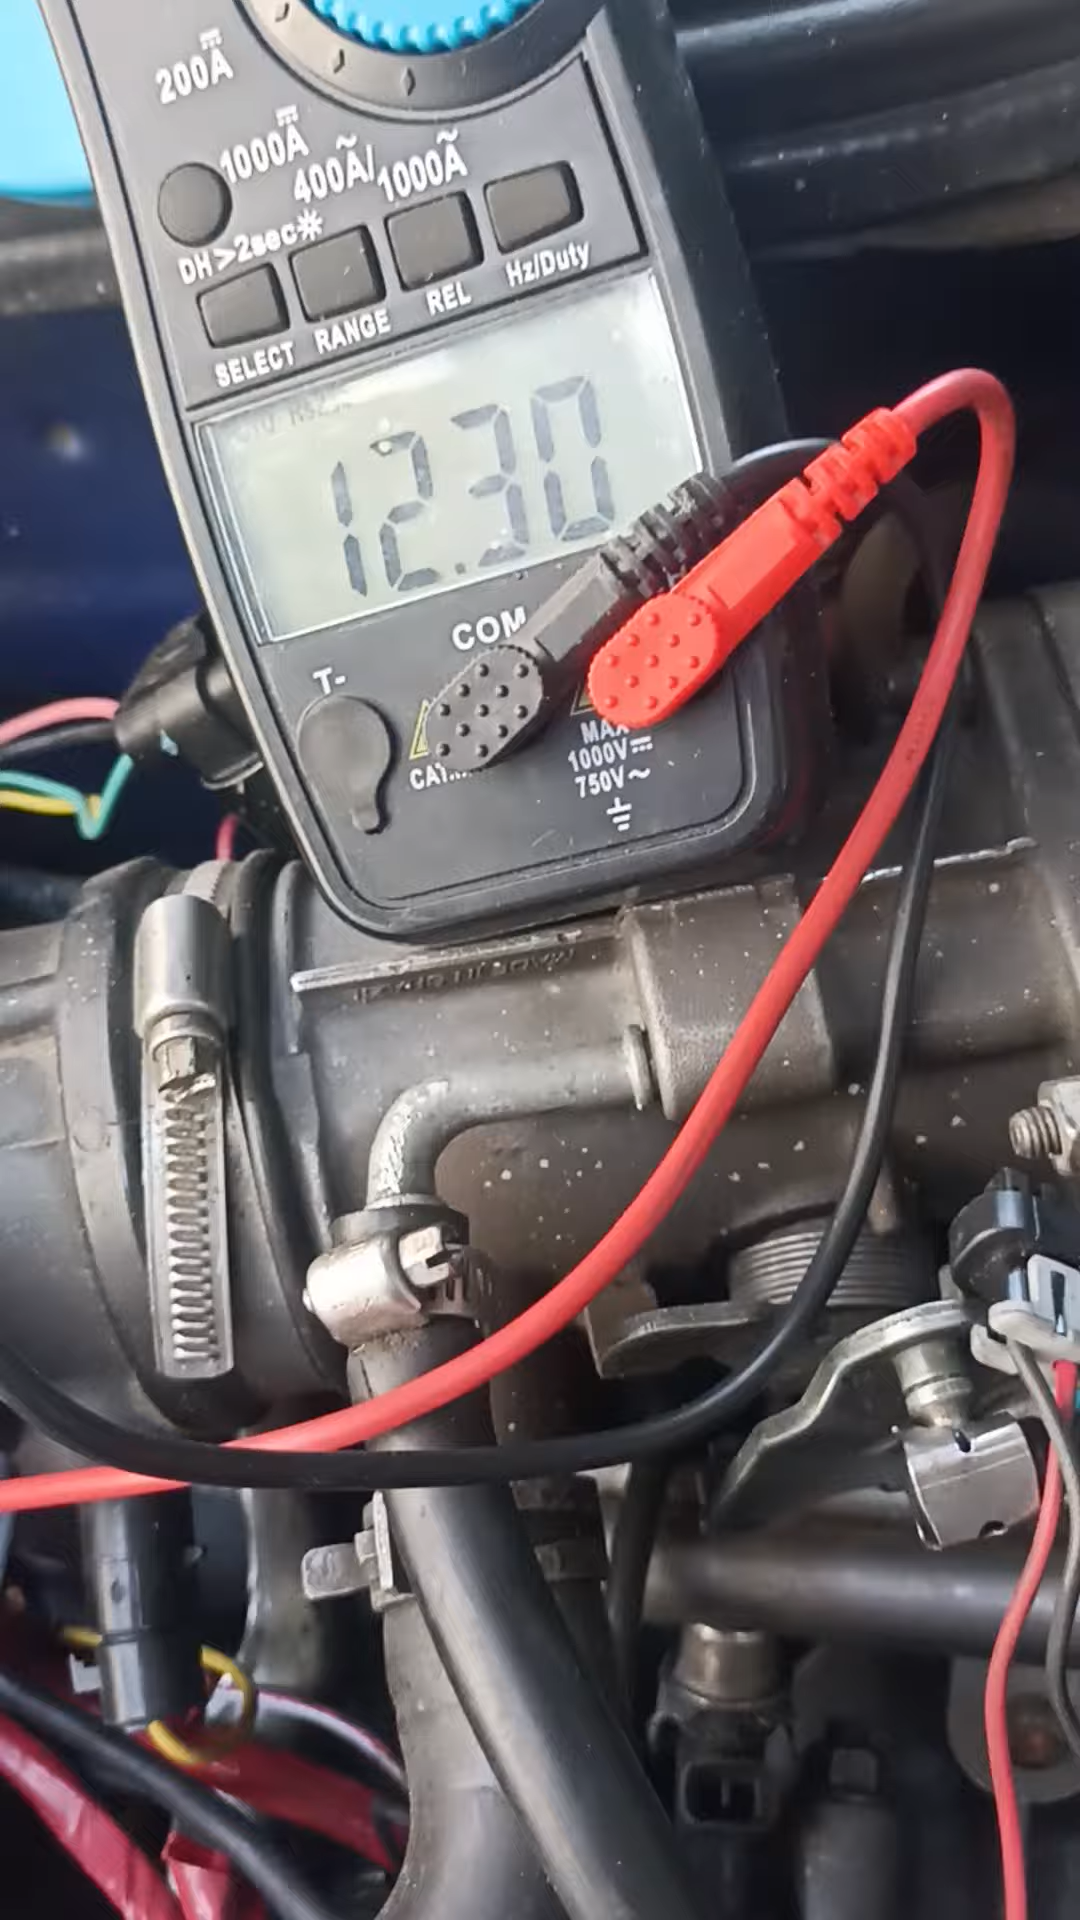 200A
1000A
400A/1000A
DH >2sec
SELECT
RANGE
REL
Hz/Duty
12.30
COM
T-
MAX
1000V
750V~